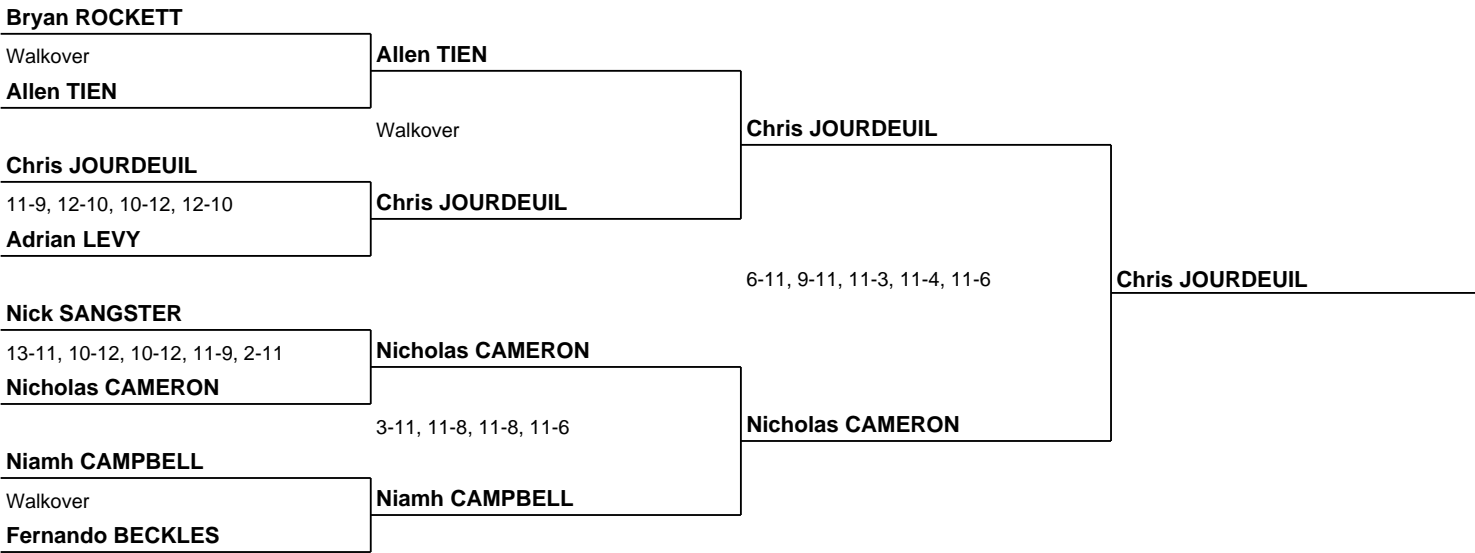 Bryan ROCKETT
Walkover
Allen TIEN
Allen TIEN
Walkover
Chris JOURDEUIL
Chris JOURDEUIL
11-9, 12-10, 10-12, 12-10
Chris JOURDEUIL
Adrian LEVY
6-11, 9-11, 11-3, 11-4, 11-6
Chris JOURDEUIL
Nick SANGSTER
13-11, 10-12, 10-12, 11-9, 2-11
Nicholas CAMERON
Nicholas CAMERON
3-11, 11-8, 11-8, 11-6
Nicholas CAMERON
Niamh CAMPBELL
Walkover
Niamh CAMPBELL
Fernando BECKLES